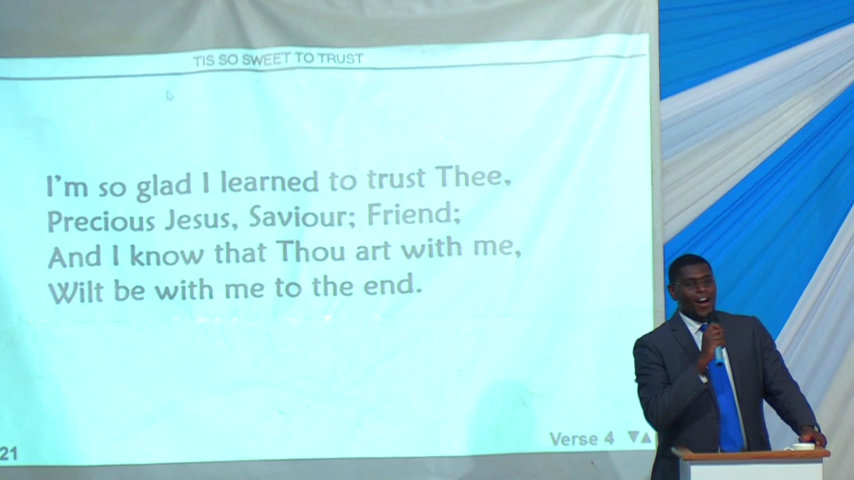 TIS SO SWEET TO TRUST
I'm so glad I learned to trust Thee,
Precious Jesus, Saviour; Friend;
And I know that Thou art with me,
Wilt be with me to the end.
Verse 4 ▼▲
21